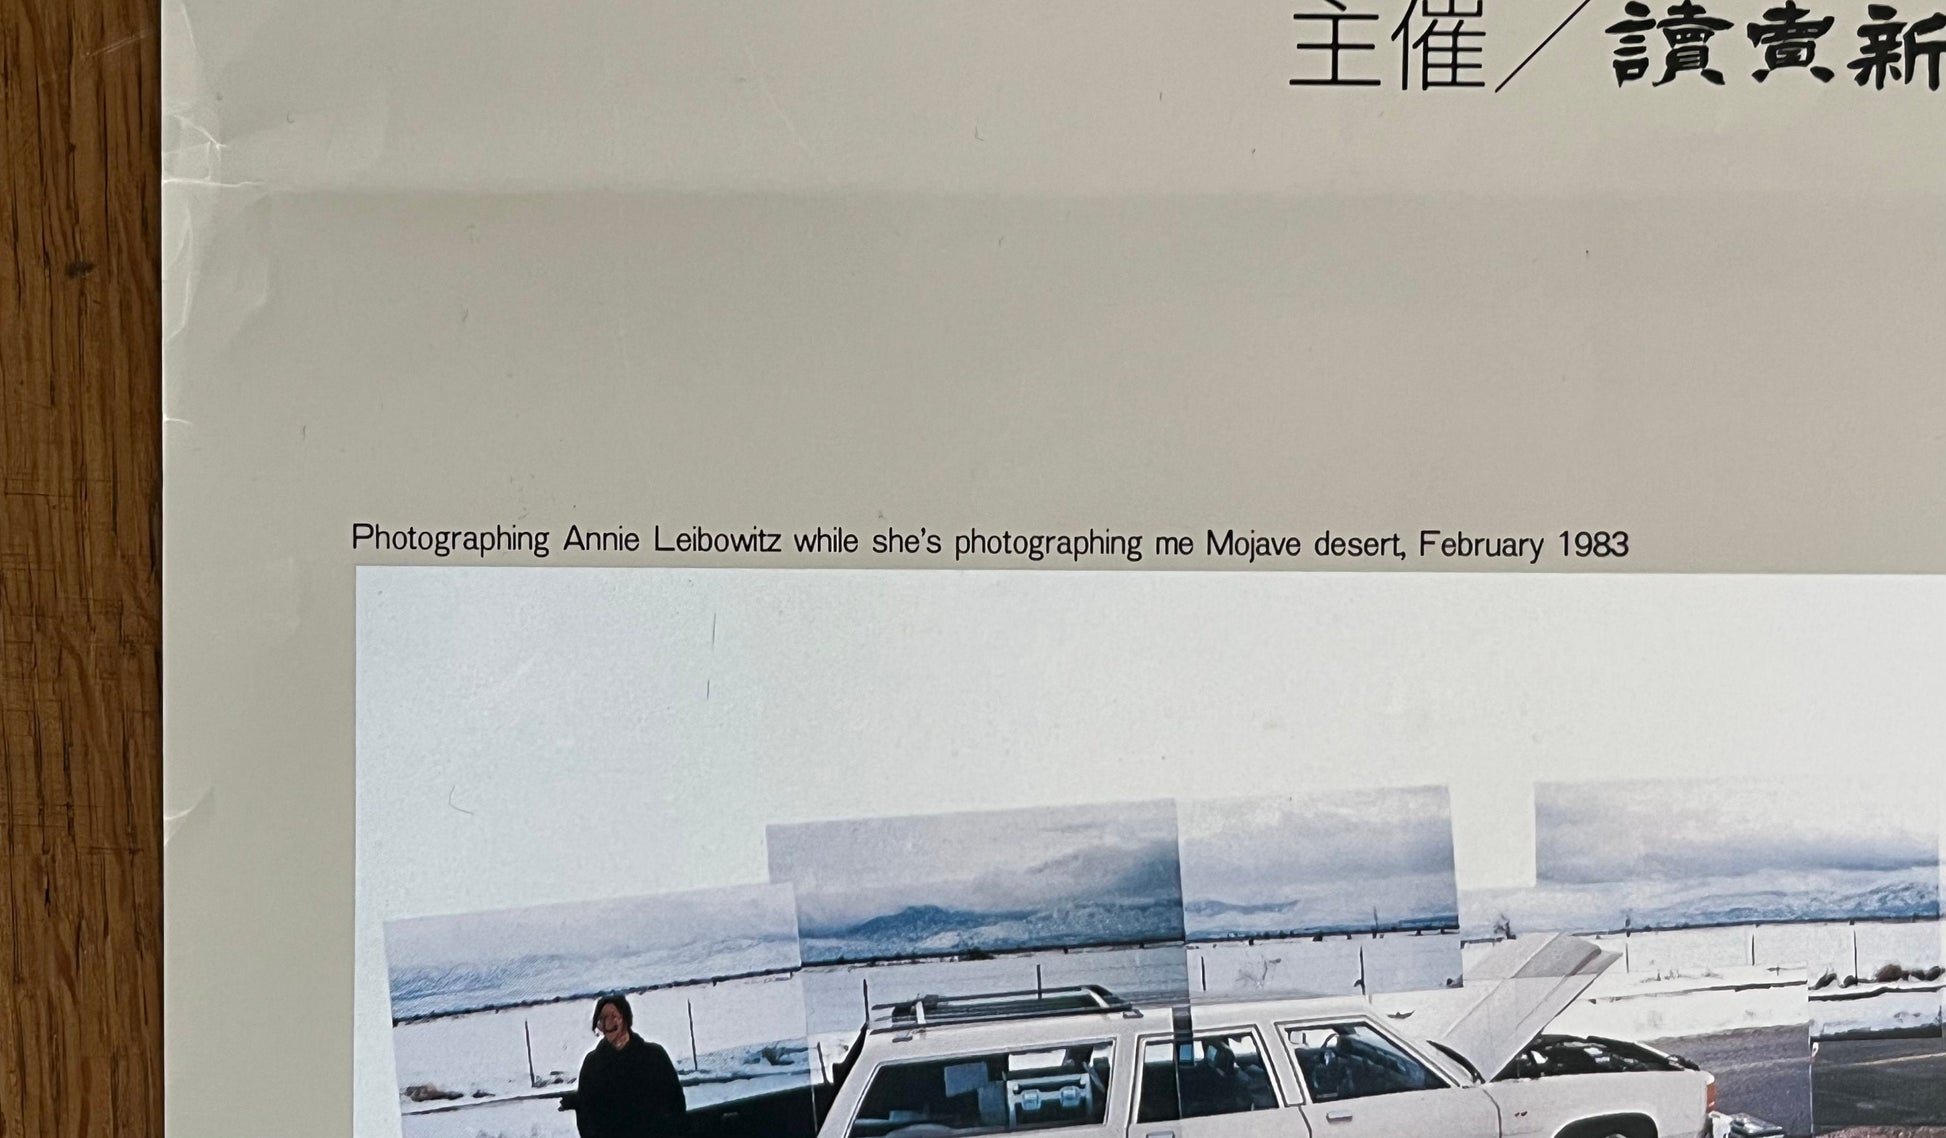 主催／讀賣新
Photographing Annie Leibowitz while she's photographing me Mojave desert, February 1983